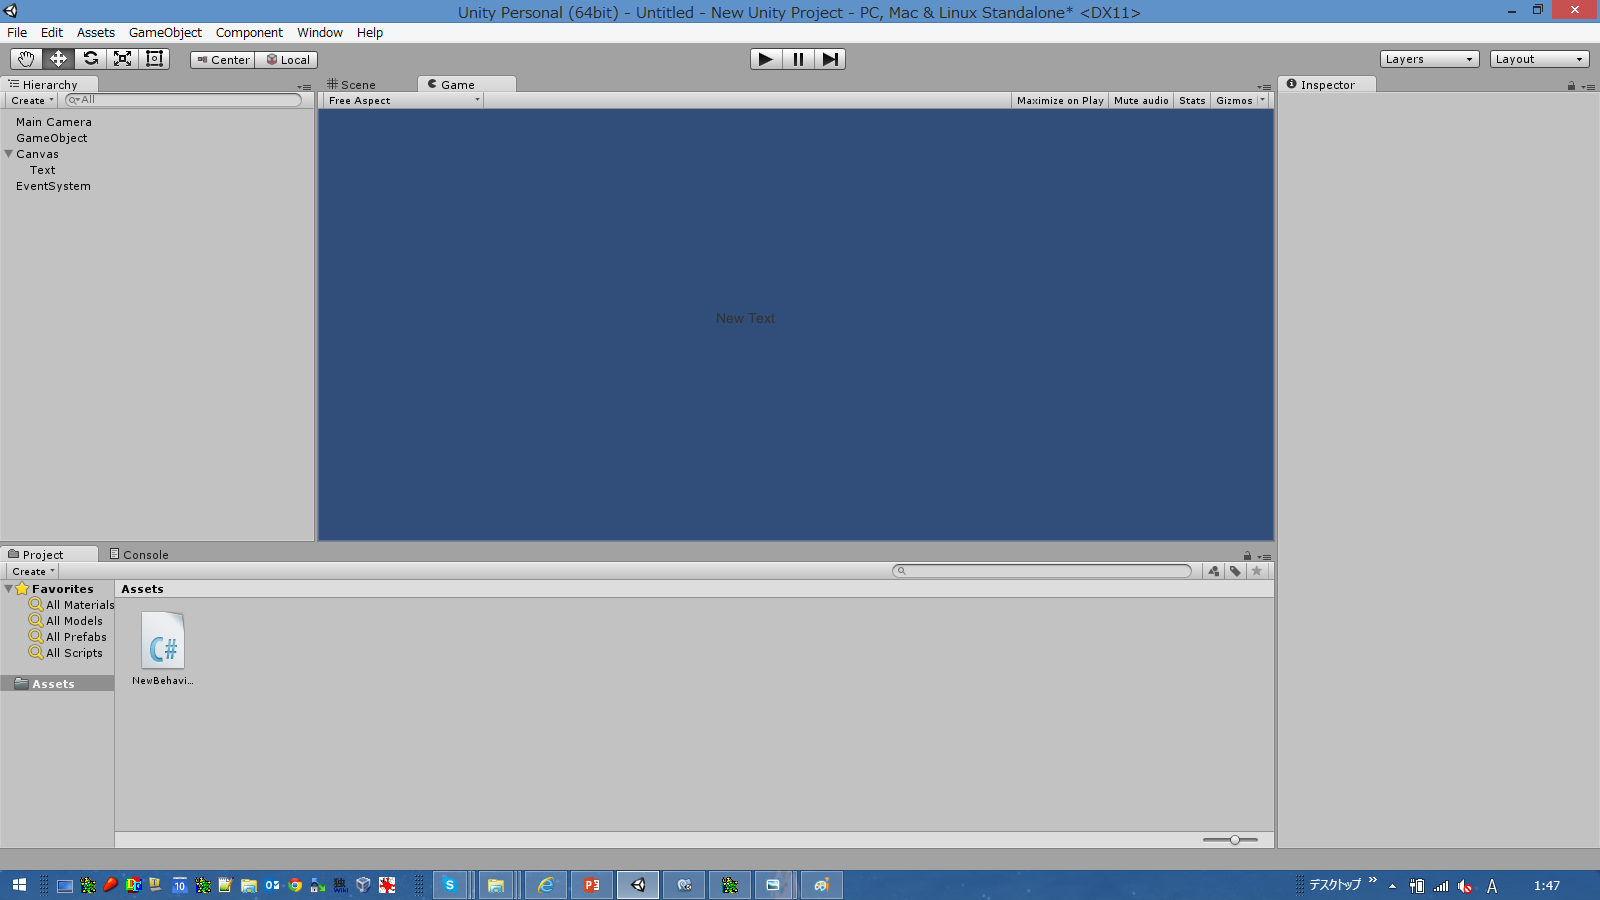 Unity Personal (64bit) - Untitled - New Unity Project - PC, Mac & Linux Standalone* <DX11>
File Edit Assets GameObject Component Window Help
Center Local Layers Layout
Hierarchy Scene Game Inspector
Create All Free Aspect Maximize on Play Mute audio Stats Gizmos
Main Camera
GameObject
Canvas
Text
EventSystem
New Text
Project Console
Create
Favorites
All Materials
All Models
All Prefabs
All Scripts
Assets
Assets
C#
NewBehavi...
デスクトップ A 1:47